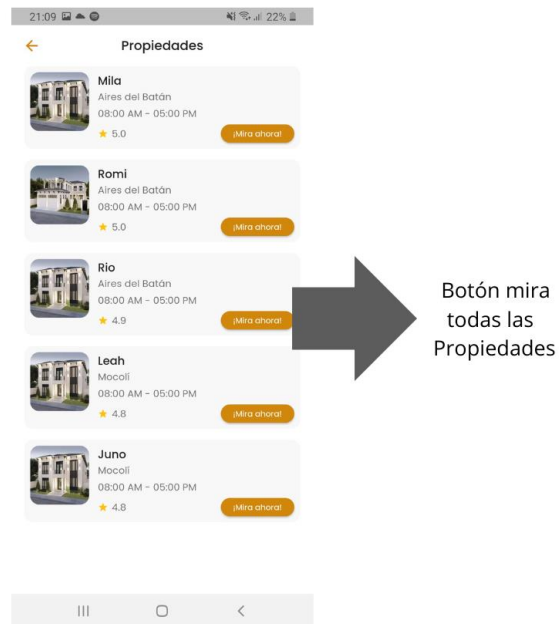 21:09 22%
Propiedades
Mila
Aires del Batán
08:00 AM - 05:00 PM
5.0 ¡Mira ahora!
Romi
Aires del Batán
08:00 AM - 05:00 PM
5.0 ¡Mira ahora!
Rio
Aires del Batán
08:00 AM - 05:00 PM
4.9 ¡Mira ahora!
Leah
Mocolí
08:00 AM - 05:00 PM
4.8 ¡Mira ahora!
Juno
Mocolí
08:00 AM - 05:00 PM
4.8 ¡Mira ahora!
Botón mira
todas las
Propiedades